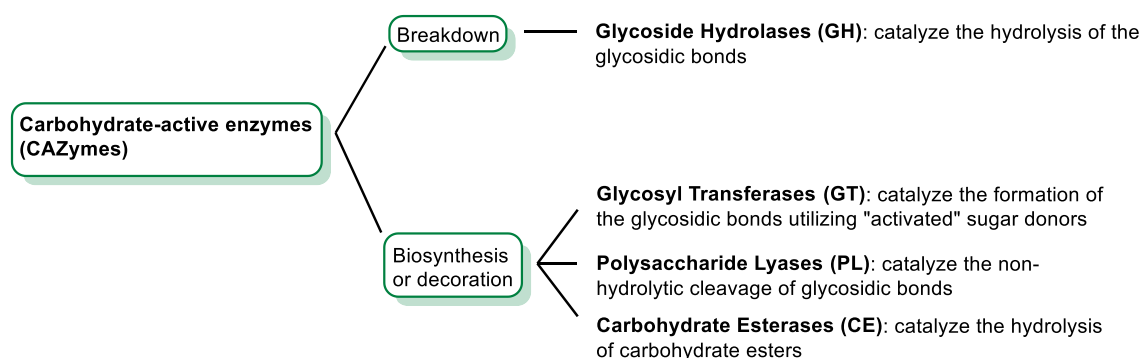 Breakdown
Glycoside Hydrolases (GH): catalyze the hydrolysis of the
glycosidic bonds
Carbohydrate-active enzymes
(CAZymes)
Glycosyl Transferases (GT): catalyze the formation of
the glycosidic bonds utilizing "activated" sugar donors
Biosynthesis
or decoration
Polysaccharide Lyases (PL): catalyze the non-
hydrolytic cleavage of glycosidic bonds
Carbohydrate Esterases (CE): catalyze the hydrolysis
of carbohydrate esters